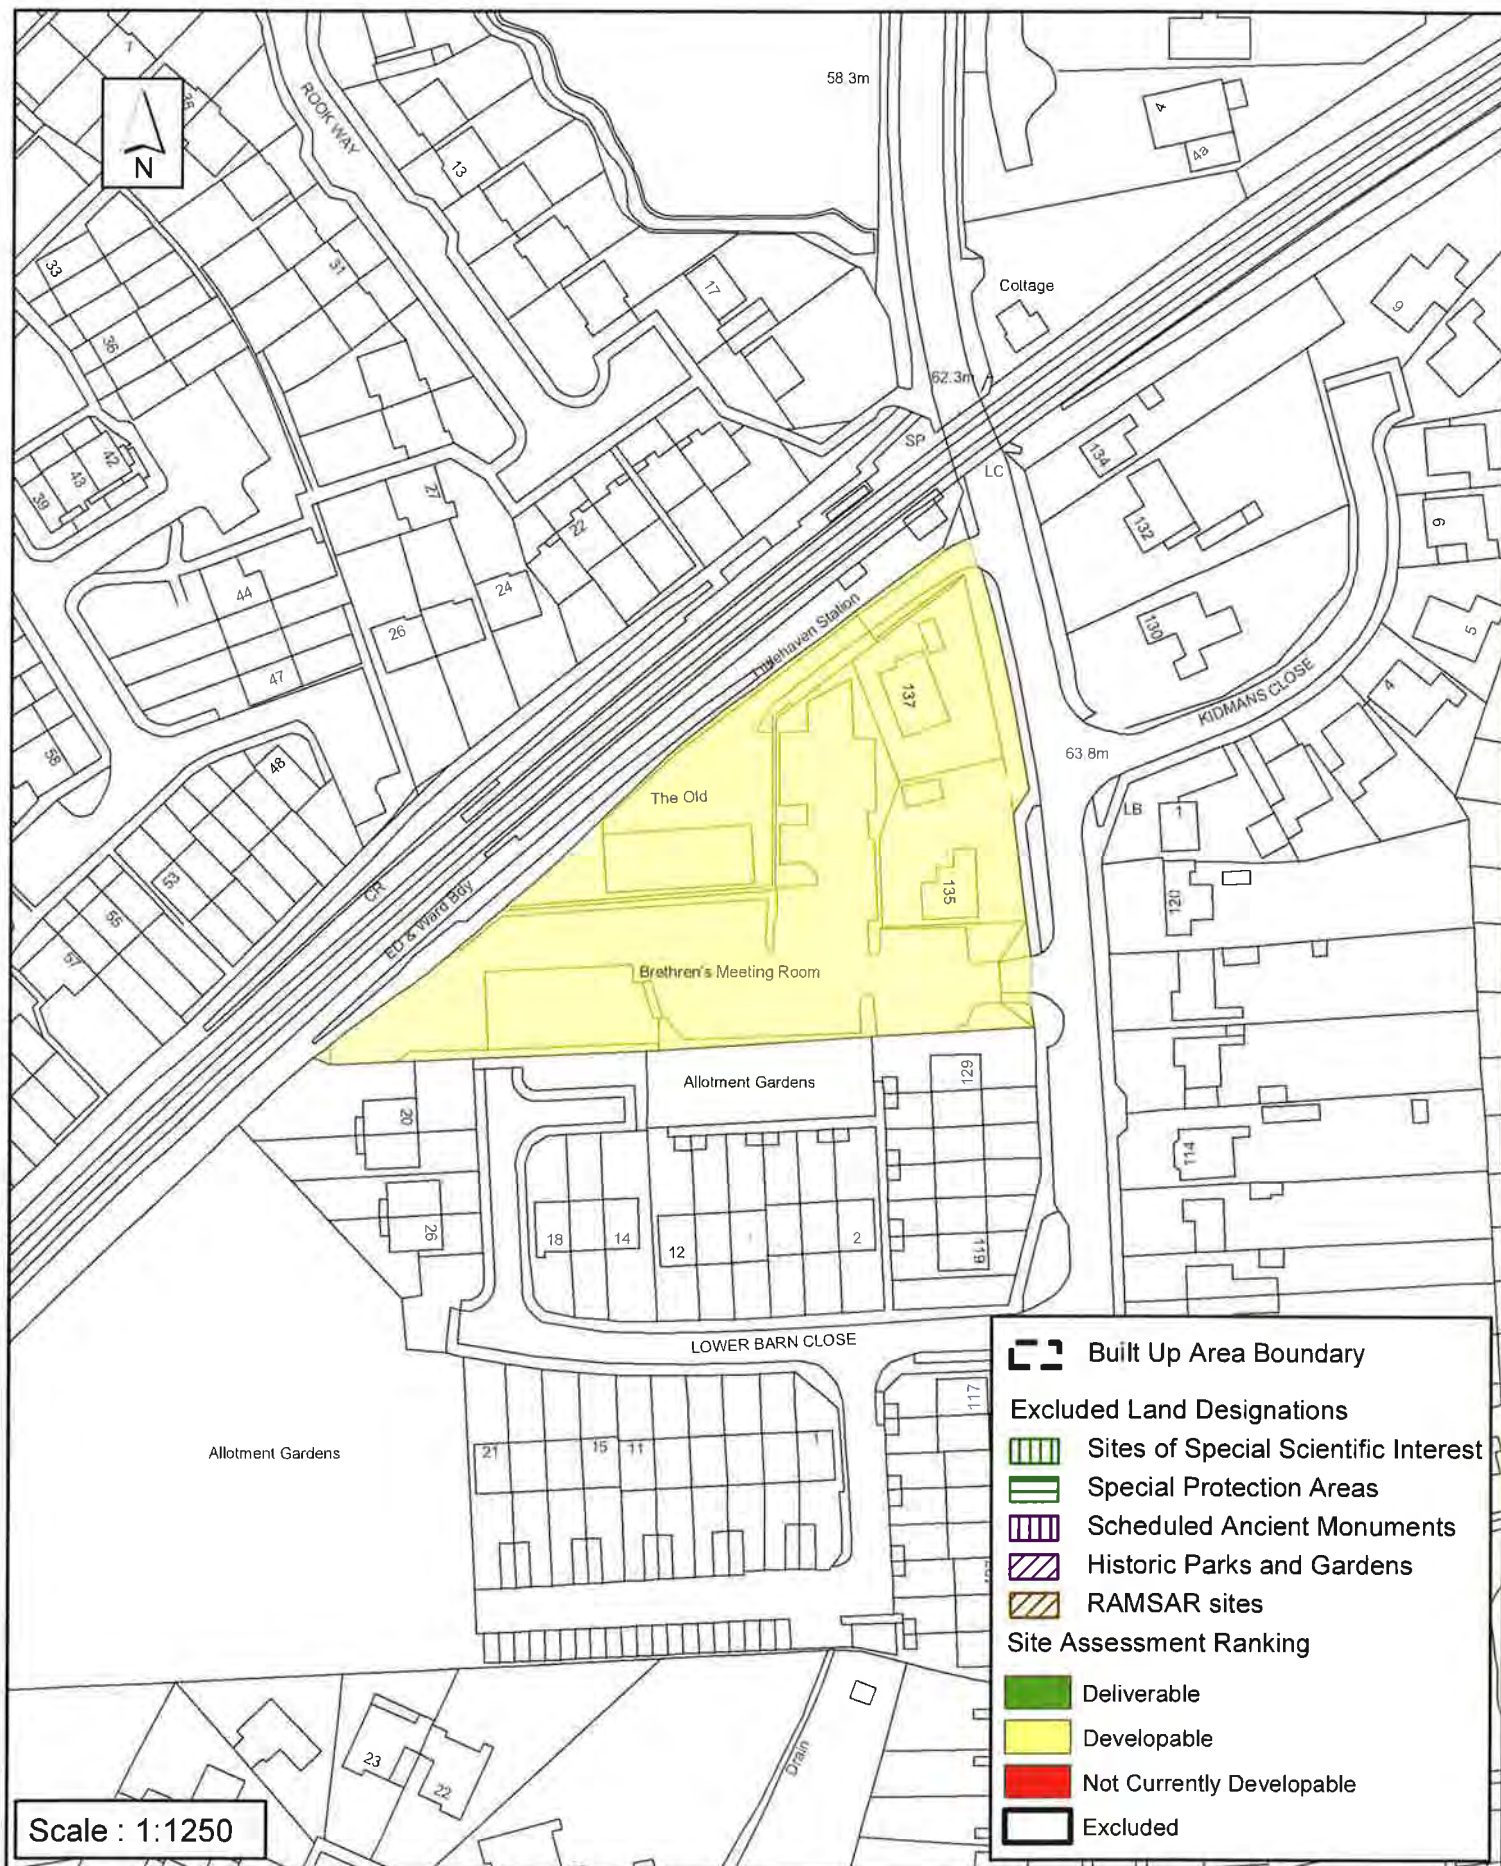 7
35
ROOK WAY
58.3m
4
4a
N
13
33
31
17
Cottage
9
36
62.3m
SP
LC
134
42
43
39
27
22
132
6
44
24
26
Littlehaven Station
130
5
47
137
KIDMANS CLOSE
4
58
48
63.8m
The Old
LB
1
53
CR
55
ED & Ward Bdy
135
120
57
Brethren's Meeting Room
Allotment Gardens
129
20
114
26
18
14
12
2
119
LOWER BARN CLOSE
117
Allotment Gardens
21
15
11
1
Drain
23
22
Built Up Area Boundary
Excluded Land Designations
Sites of Special Scientific Interest
Special Protection Areas
Scheduled Ancient Monuments
Historic Parks and Gardens
RAMSAR sites
Site Assessment Ranking
Deliverable
Developable
Not Currently Developable
Excluded
Scale : 1:1250